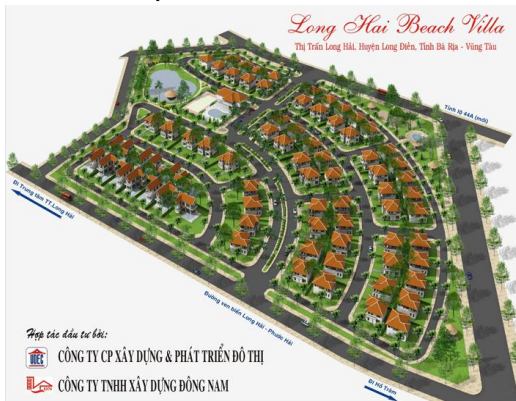 Long Hai Beach Villa
Thị Trấn Long Hải, Huyện Long Điền, Tỉnh Bà Rịa - Vũng Tàu
Tỉnh lộ 44A (mới)
Đi Trung tâm TT.Long Hải
Đường ven biển Long Hải - Phước Hải
Đi Hồ Tràm
Hợp tác đầu tư bởi:
UDEC
CÔNG TY CP XÂY DỰNG & PHÁT TRIỂN ĐÔ THỊ
CÔNG TY TNHH XÂY DỰNG ĐÔNG NAM